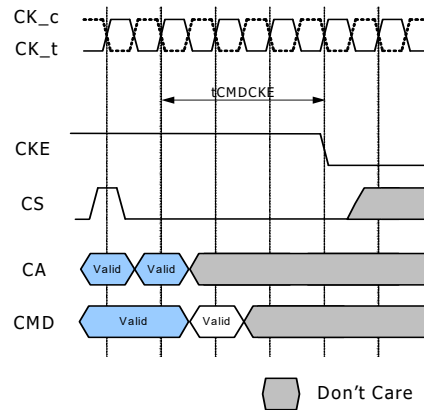 CK_c
CK_t
tCMDCKE
CKE
CS
CA
Valid
Valid
CMD
Valid
Valid
Don't Care